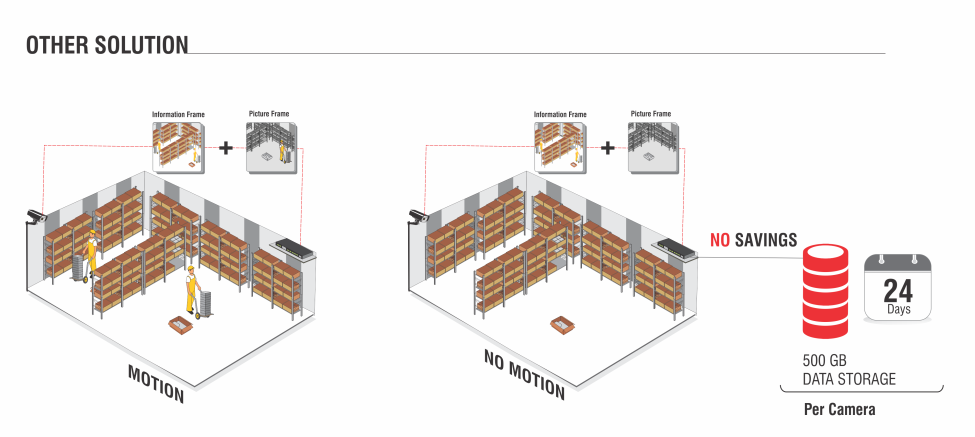 OTHER SOLUTION
Information Frame
Picture Frame
+
MOTION
Information Frame
Picture Frame
+
NO MOTION
NO SAVINGS
24
Days
500 GB
DATA STORAGE
Per Camera